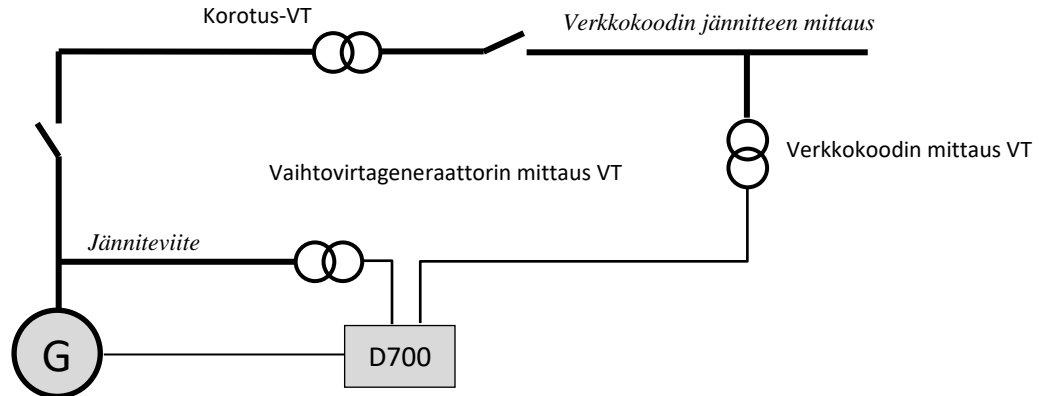 Korotus-VT
Verkkokoodin jännitteen mittaus
Verkkokoodin mittaus VT
Vaihtovirtageneraattorin mittaus VT
Jänniteviite
G
D700